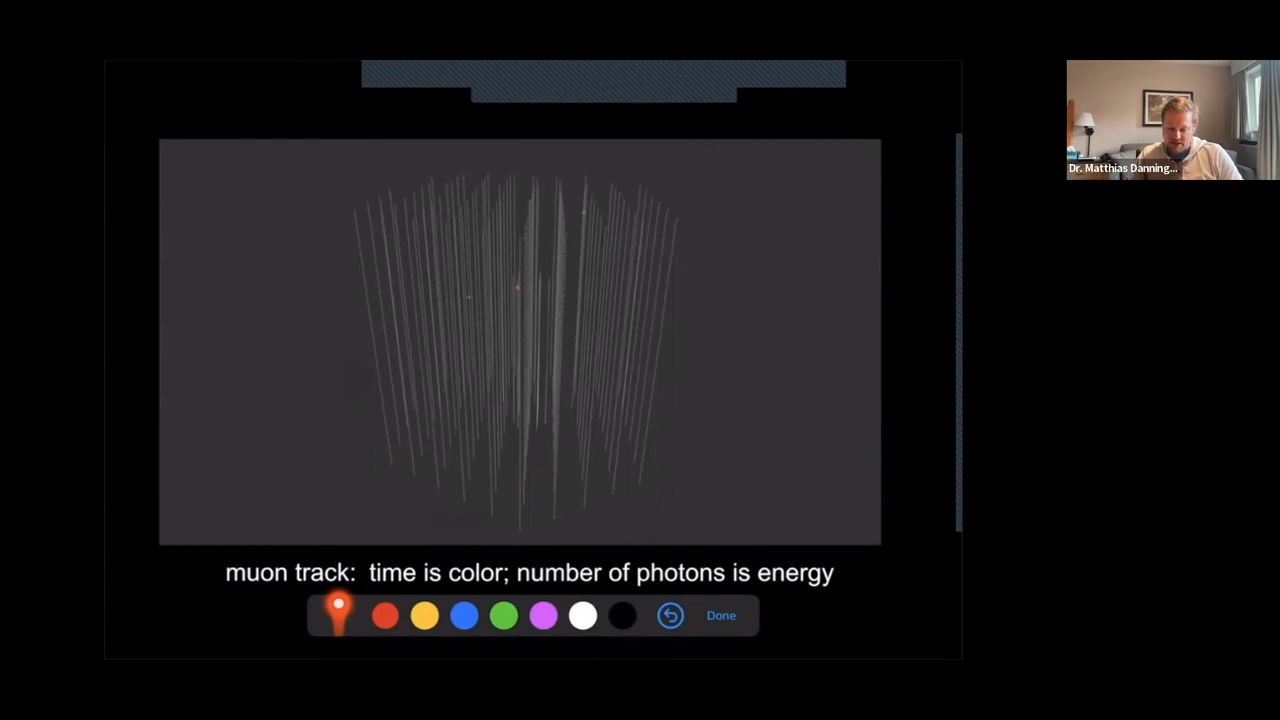 Dr. Matthias Danning...
muon track: time is color; number of photons is energy
Done